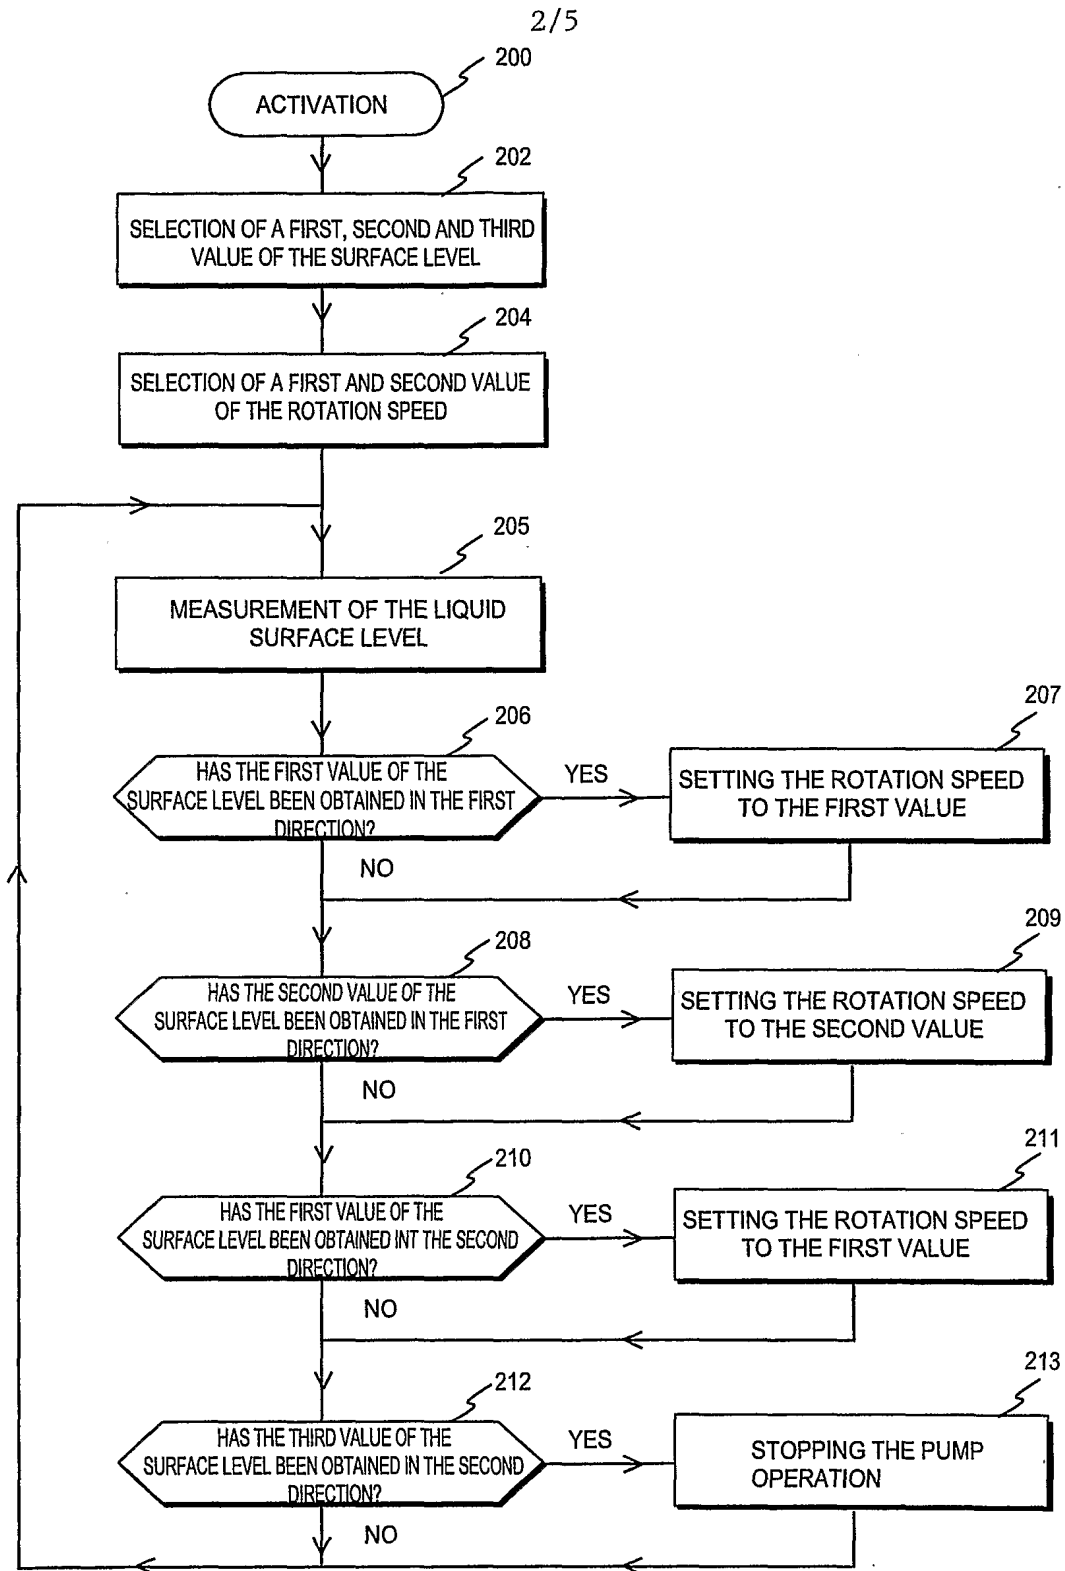 2/5
200
ACTIVATION
202
SELECTION OF A FIRST, SECOND AND THIRD
VALUE OF THE SURFACE LEVEL
204
SELECTION OF A FIRST AND SECOND VALUE
OF THE ROTATION SPEED
205
MEASUREMENT OF THE LIQUID
SURFACE LEVEL
206
HAS THE FIRST VALUE OF THE
SURFACE LEVEL BEEN OBTAINED IN THE FIRST
DIRECTION?
YES
207
SETTING THE ROTATION SPEED
TO THE FIRST VALUE
NO
208
HAS THE SECOND VALUE OF THE
SURFACE LEVEL BEEN OBTAINED IN THE FIRST
DIRECTION?
YES
209
SETTING THE ROTATION SPEED
TO THE SECOND VALUE
NO
210
HAS THE FIRST VALUE OF THE
SURFACE LEVEL BEEN OBTAINED INT THE SECOND
DIRECTION?
YES
211
SETTING THE ROTATION SPEED
TO THE FIRST VALUE
NO
212
HAS THE THIRD VALUE OF THE
SURFACE LEVEL BEEN OBTAINED IN THE SECOND
DIRECTION?
YES
213
STOPPING THE PUMP
OPERATION
NO